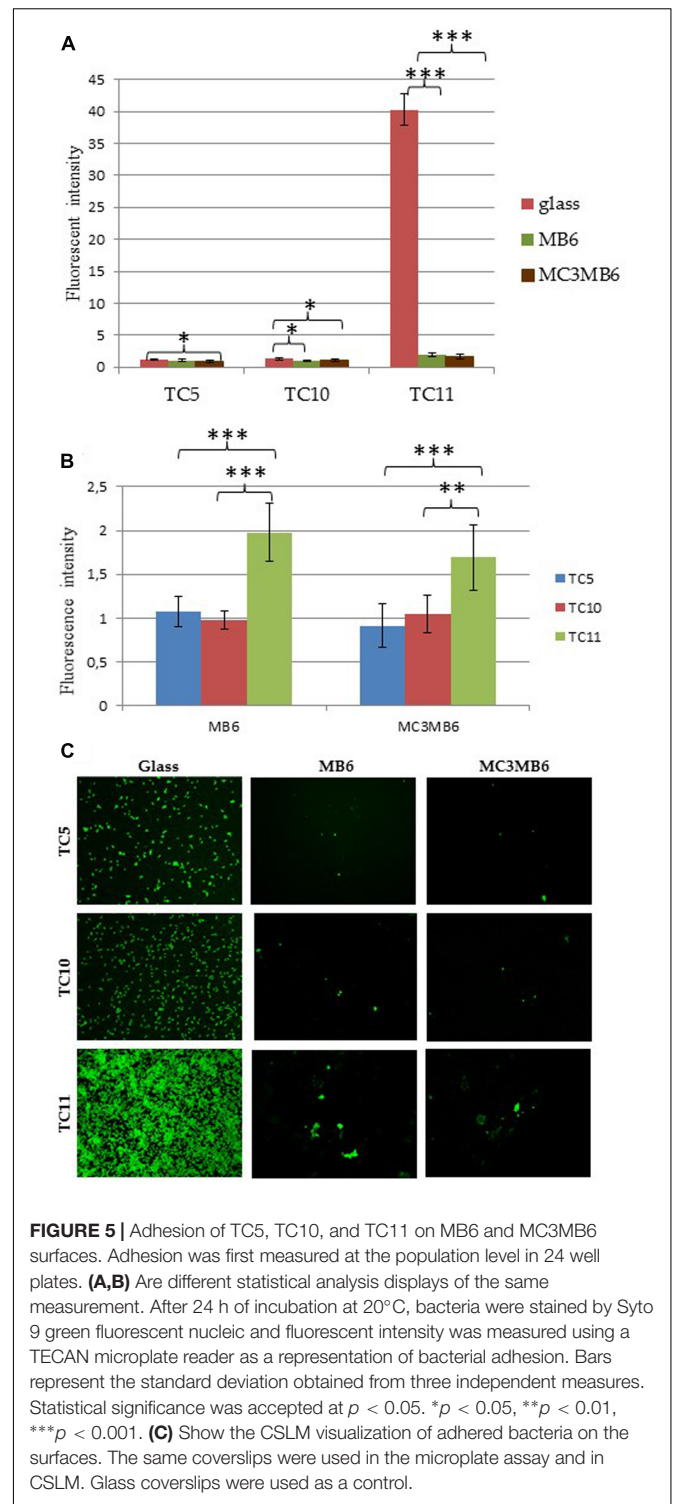 A
***
***
45
40
35
30
25
20
15
10
5
0
Fluorescent intensity
*
*
*
TC5 TC10 TC11
glass
MB6
MC3MB6
B
***
***
***
**
2,5
2
1,5
1
0,5
0
Fluorescence intensity
MB6 MC3MB6
TC5
TC10
TC11
C
Glass MB6 MC3MB6
TC5
TC10
TC11
FIGURE 5 | Adhesion of TC5, TC10, and TC11 on MB6 and MC3MB6
surfaces. Adhesion was first measured at the population level in 24 well
plates. (A,B) Are different statistical analysis displays of the same
measurement. After 24 h of incubation at 20°C, bacteria were stained by Syto
9 green fluorescent nucleic and fluorescent intensity was measured using a
TECAN microplate reader as a representation of bacterial adhesion. Bars
represent the standard deviation obtained from three independent measures.
Statistical significance was accepted at p < 0.05. *p < 0.05, **p < 0.01,
***p < 0.001. (C) Show the CSLM visualization of adhered bacteria on the
surfaces. The same coverslips were used in the microplate assay and in
CSLM. Glass coverslips were used as a control.